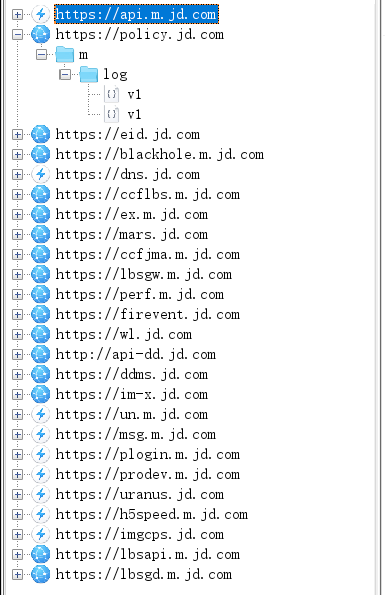 https://api.m.jd.com
https://policy.jd.com
m
log
v1
v1
https://eid.jd.com
https://blackhole.m.jd.com
https://dns.jd.com
https://ccflbs.m.jd.com
https://ex.m.jd.com
https://mars.jd.com
https://ccfjma.m.jd.com
https://lbsgw.m.jd.com
https://perf.m.jd.com
https://firevent.jd.com
https://wl.jd.com
http://api-dd.jd.com
https://ddms.jd.com
https://im-x.jd.com
https://un.m.jd.com
https://msg.m.jd.com
https://plogin.m.jd.com
https://prodev.m.jd.com
https://uranus.jd.com
https://h5speed.m.jd.com
https://imgcps.jd.com
https://lbsapi.m.jd.com
https://lbsgd.m.jd.com